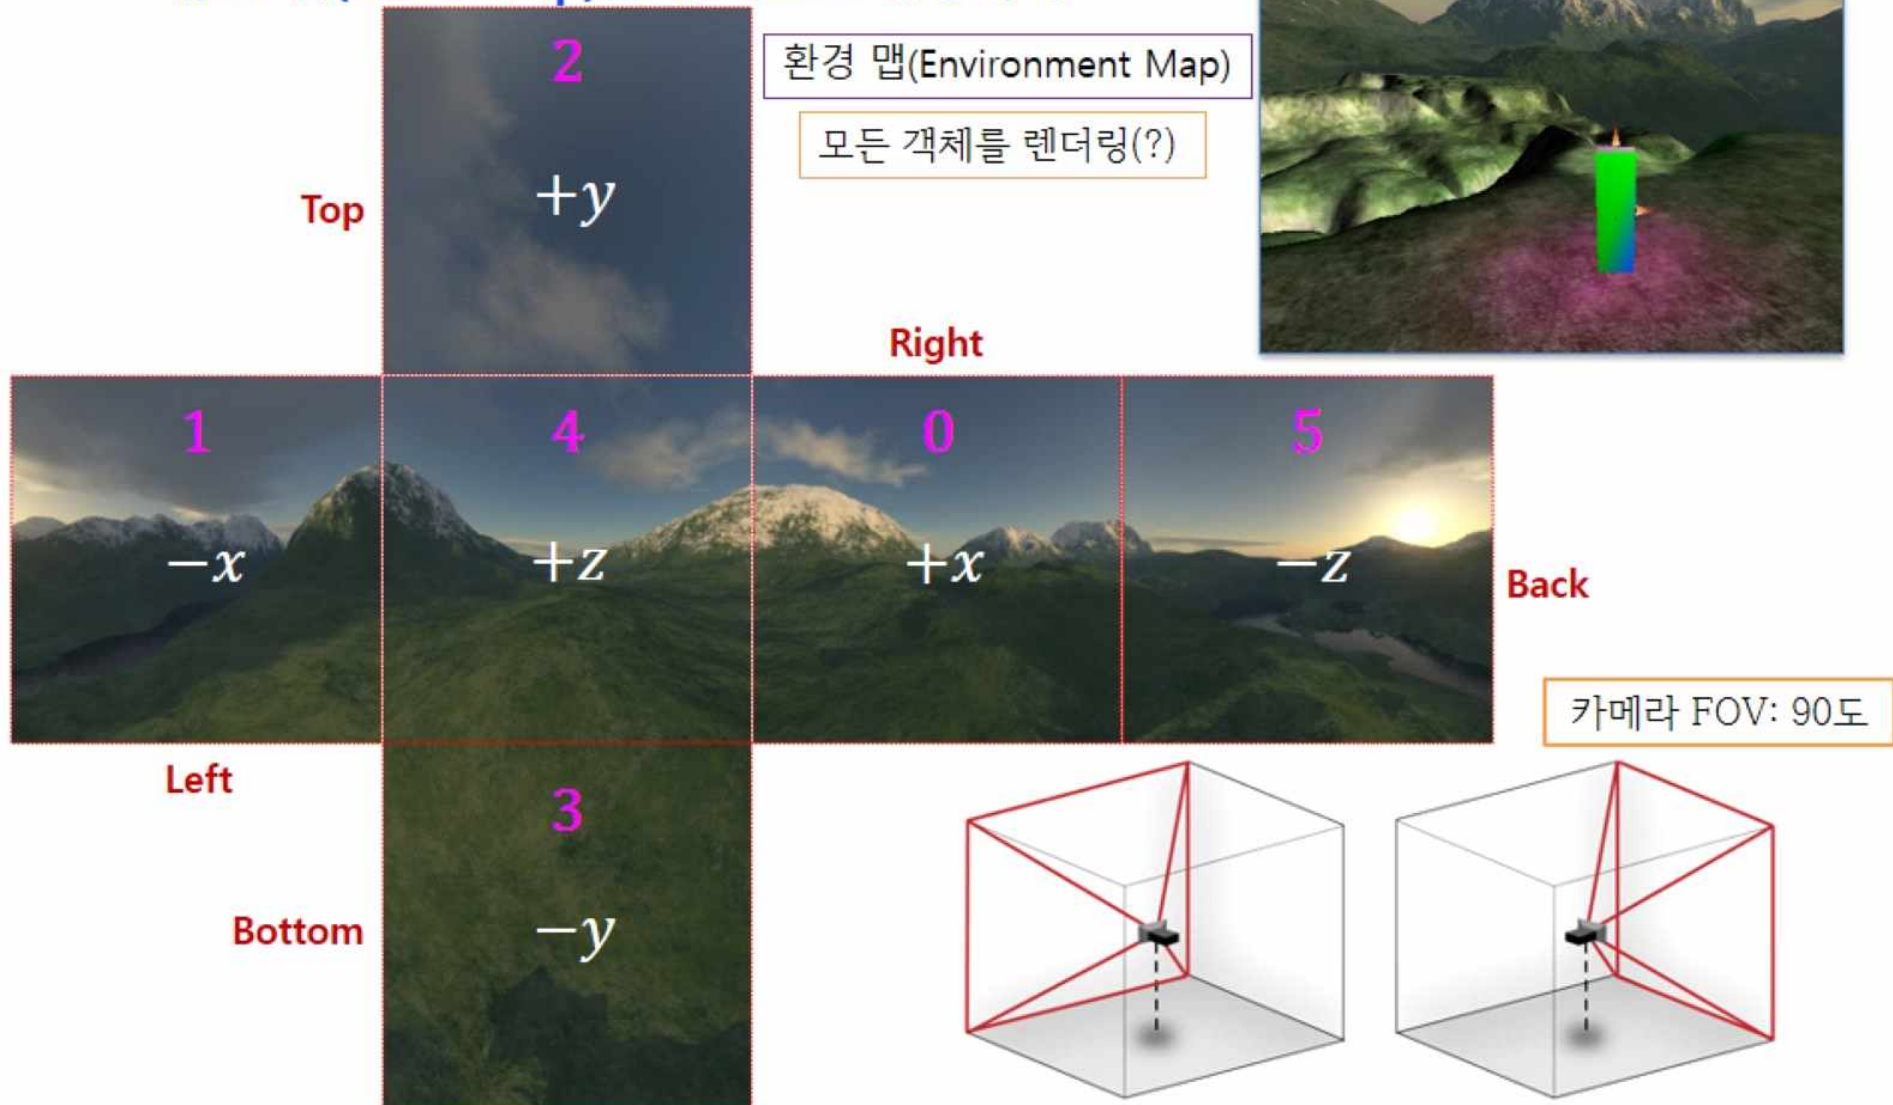 2
환경 맵(Environment Map)
모든 객체를 렌더링(?)
+y
Top
Right
1
4
0
5
−x
+z
+x
−z
Back
카메라 FOV: 90도
Left
3
Bottom
−y